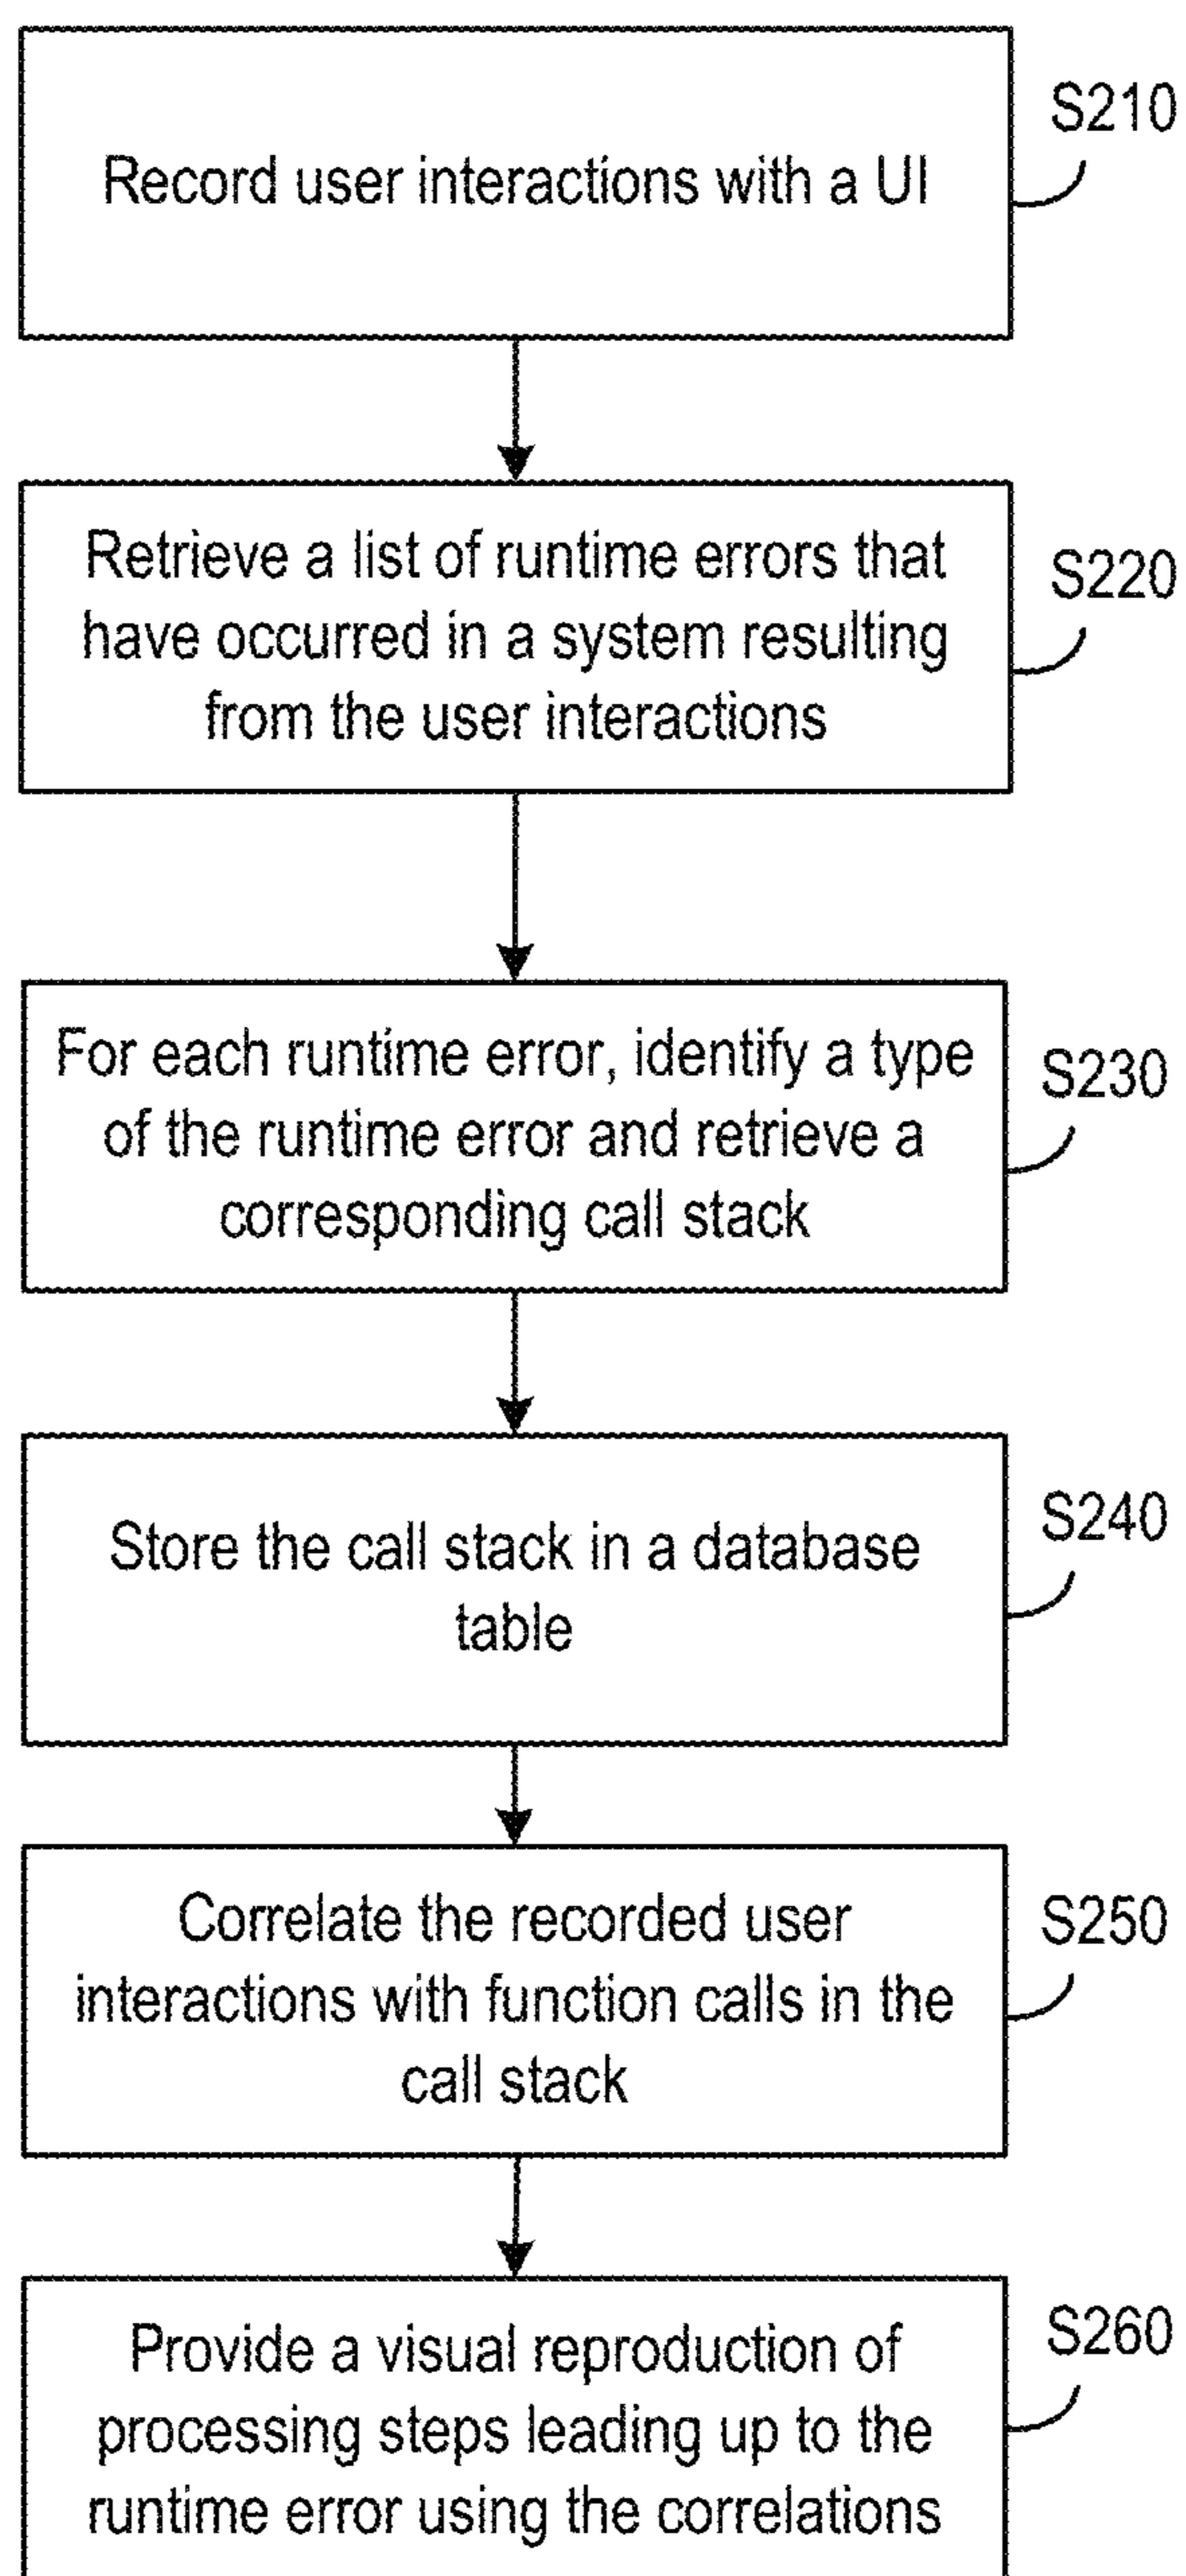 Record user interactions with a UI
S210
Retrieve a list of runtime errors that
have occurred in a system resulting
from the user interactions
S220
For each runtime error, identify a type
of the runtime error and retrieve a
corresponding call stack
S230
Store the call stack in a database
table
S240
Correlate the recorded user
interactions with function calls in the
call stack
S250
Provide a visual reproduction of
processing steps leading up to the
runtime error using the correlations
S260